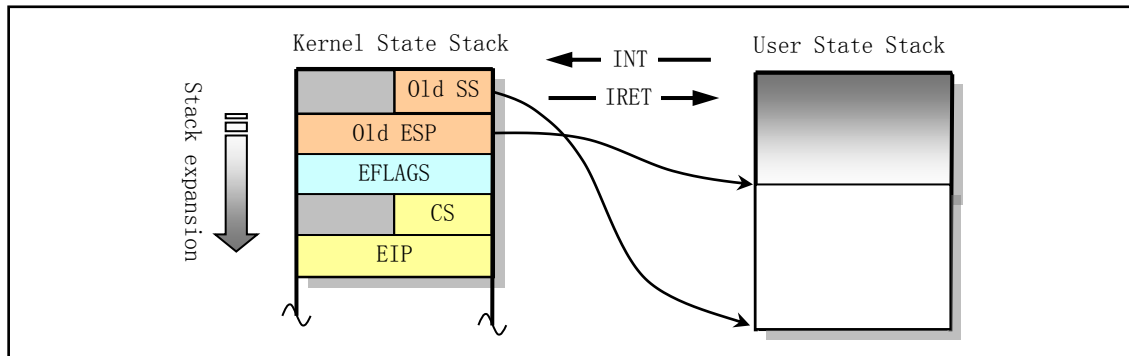 Kernel State Stack
INT
User State Stack
Old SS
IRET
Old ESP
EFLAGS
CS
EIP
Stack expansion